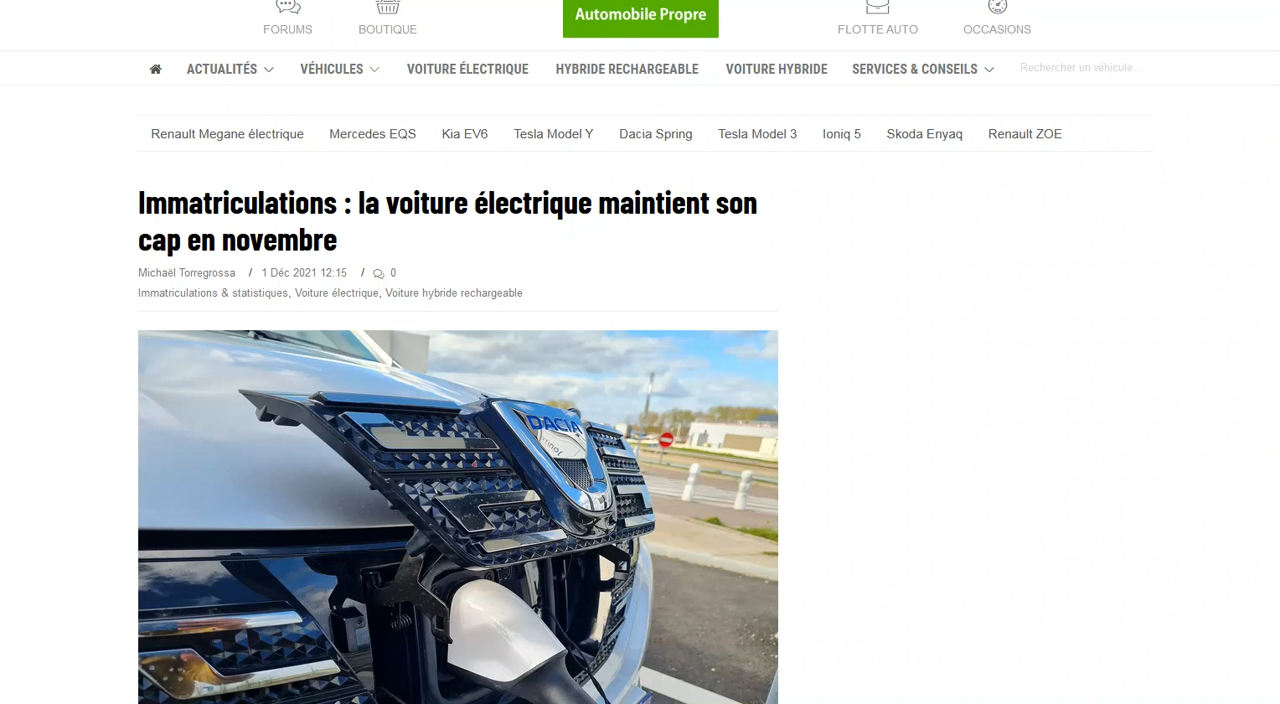 FORUMS
BOUTIQUE
Automobile Propre
FLOTTE AUTO
OCCASIONS
ACTUALITÉS
VÉHICULES
VOITURE ÉLECTRIQUE
HYBRIDE RECHARGEABLE
VOITURE HYBRIDE
SERVICES & CONSEILS
Rechercher un véhicule...
Renault Megane électrique
Mercedes EQS
Kia EV6
Tesla Model Y
Dacia Spring
Tesla Model 3
Ioniq 5
Skoda Enyaq
Renault ZOE
Immatriculations : la voiture électrique maintient son
cap en novembre
Michaël Torregrossa / 1 Déc 2021 12:15 / 0
Immatriculations & statistiques, Voiture électrique, Voiture hybride rechargeable
DACIA